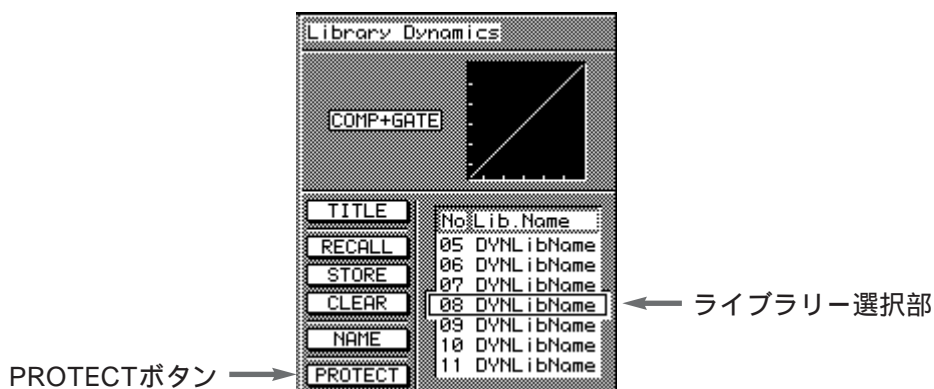 Library Dynamics
COMP+GATE
TITLE
RECALL
STORE
CLEAR
NAME
PROTECT
No Lib.Name
05 DYNLibName
06 DYNLibName
07 DYNLibName
08 DYNLibName
09 DYNLibName
10 DYNLibName
11 DYNLibName
ライブラリー選択部
PROTECTボタン